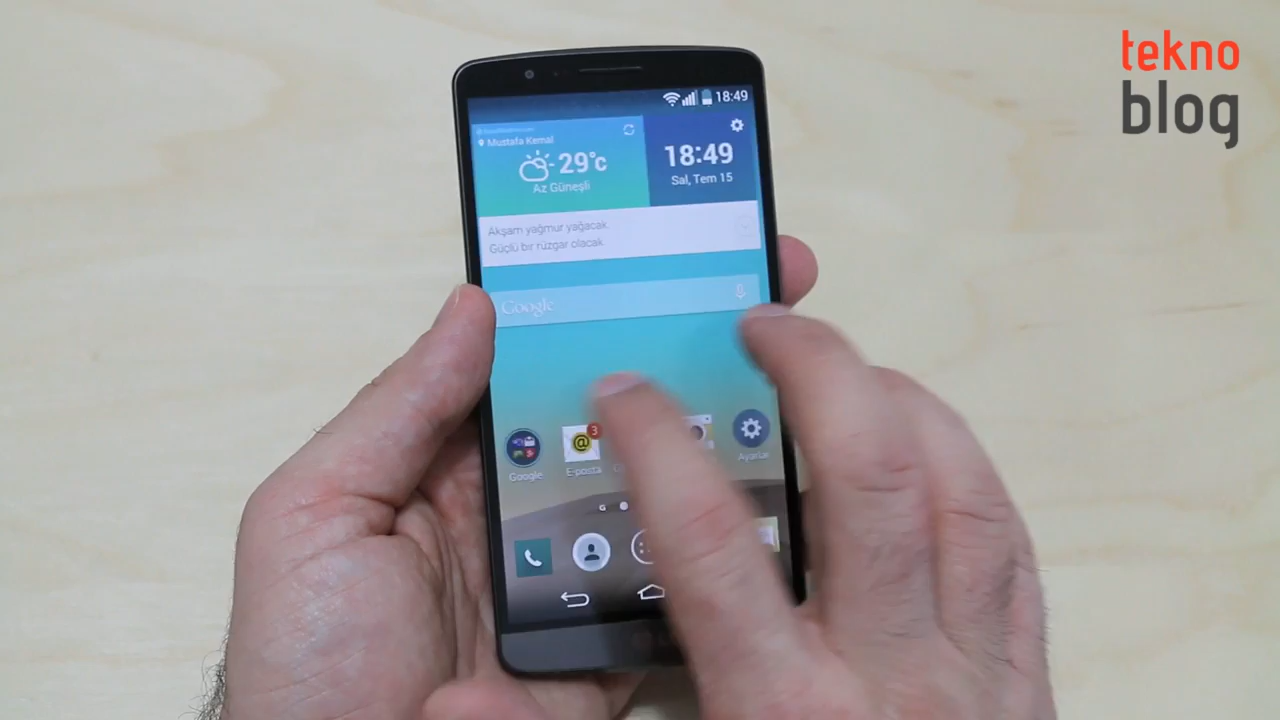 tekno
blog
18:49
Mustafa Kemal
29°c
Az Güneşli
18:49
Sal, Tem 15
Akşam yağmur yağacak.
Güçlü bir rüzgar olacak.
Google
3
Google
E-posta
Ayarlar